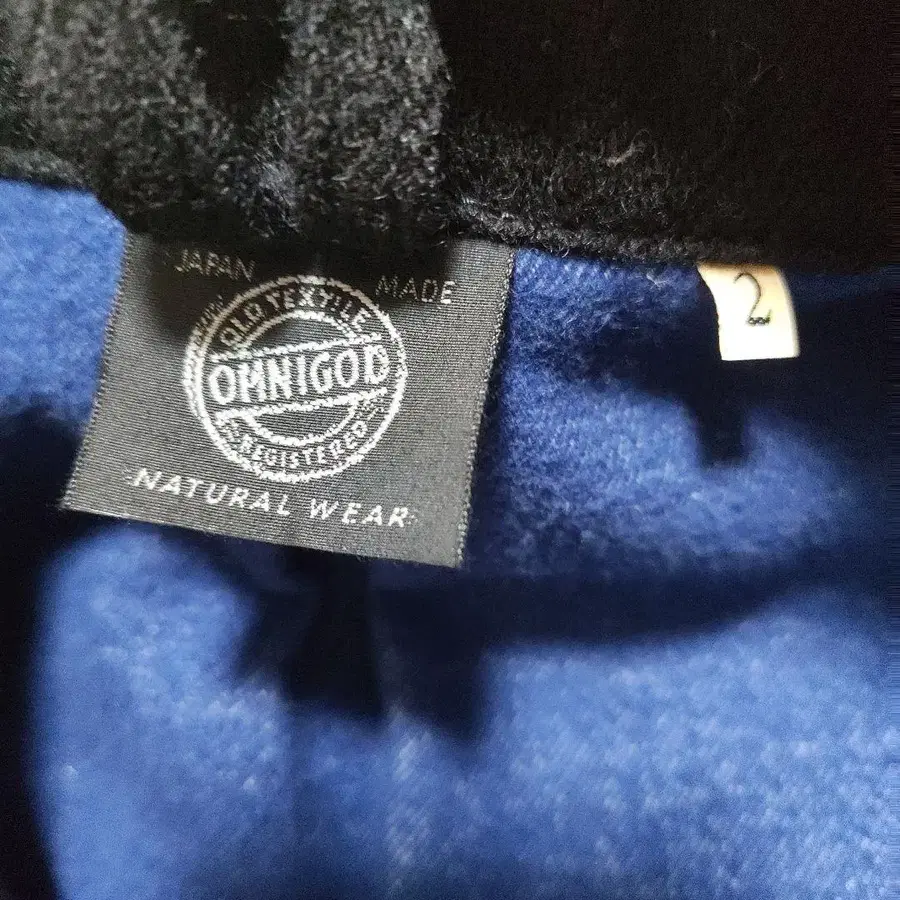 JAPAN MADE
OLD TEXTILE
OMNIGOD
REGISTERED
NATURAL WEAR
2